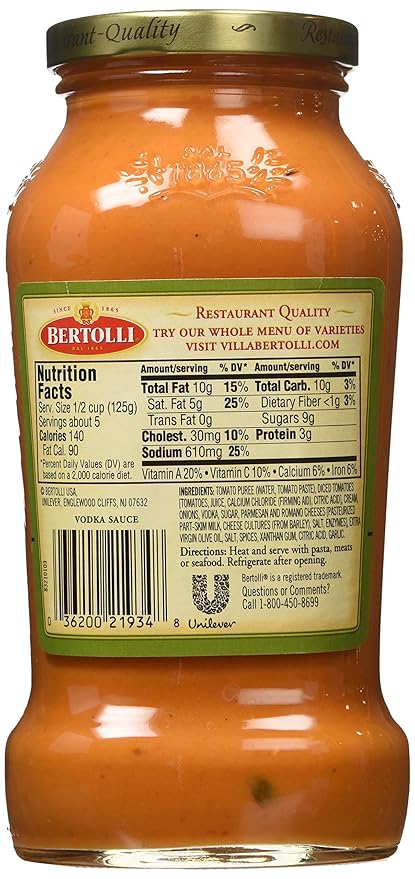 rant-Quality
Resta
1865
SINCE 1865
BERTOLLI
DAL 1865
RESTAURANT QUALITY
TRY OUR WHOLE MENU OF VARIETIES
VISIT VILLABERTOLLI.COM
Nutrition
Facts
Serv. Size 1/2 cup (125g)
Servings about 5
Calories 140
Fat Cal. 90
*Percent Daily Values (DV) are
based on a 2,000 calorie diet.
Amount/serving % DV* Amount/serving % DV*
Total Fat 10g 15% Total Carb. 10g 3%
Sat. Fat 5g 25% Dietary Fiber <1g 3%
Trans Fat 0g Sugars 9g
Cholest. 30mg 10% Protein 3g
Sodium 610mg 25%
Vitamin A 20% • Vitamin C 10% • Calcium 6% • Iron 6%
© BERTOLLI USA,
UNILEVER, ENGLEWOOD CLIFFS, NJ 07632
VODKA SAUCE
83210103
0 36200 21934 8
INGREDIENTS: TOMATO PUREE (WATER, TOMATO PASTE), DICED TOMATOES
(TOMATOES, JUICE, CALCIUM CHLORIDE (FIRMING AID), CITRIC ACID), CREAM,
ONIONS, VODKA, SUGAR, PARMESAN AND ROMANO CHEESES (PASTEURIZED
PART-SKIM MILK, CHEESE CULTURES (FROM BARLEY), SALT, ENZYMES), EXTRA
VIRGIN OLIVE OIL, SALT, SPICES, XANTHAN GUM, CITRIC ACID, GARLIC.
Directions: Heat and serve with pasta, meats
or seafood. Refrigerate after opening.
Unilever
Bertolli® is a registered trademark.
Questions or Comments?
Call 1-800-450-8699